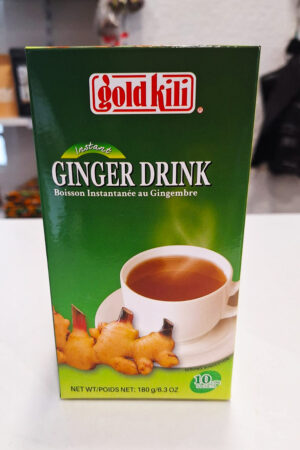 gold kili
Instant
GINGER DRINK
Boisson Instantanée au Gingembre
10
NET WT/POIDS NET: 180 g/6.3 OZ